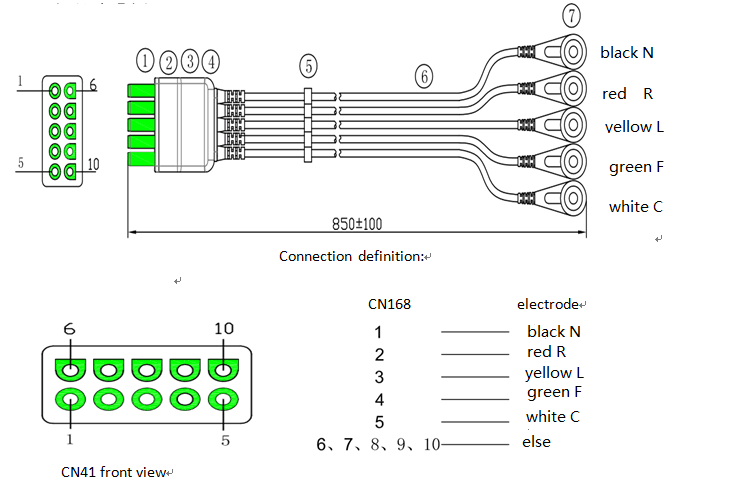 ⑦
① ② ③ ④ ⑤ ⑥
black N
1 6
red R
yellow L
5 10
green F
white C
850±100
Connection definition:
CN168 electrode
6 10
1 black N
2 red R
3 yellow L
4 green F
5 white C
1 5
6、7、8、9、10 else
CN41 front view